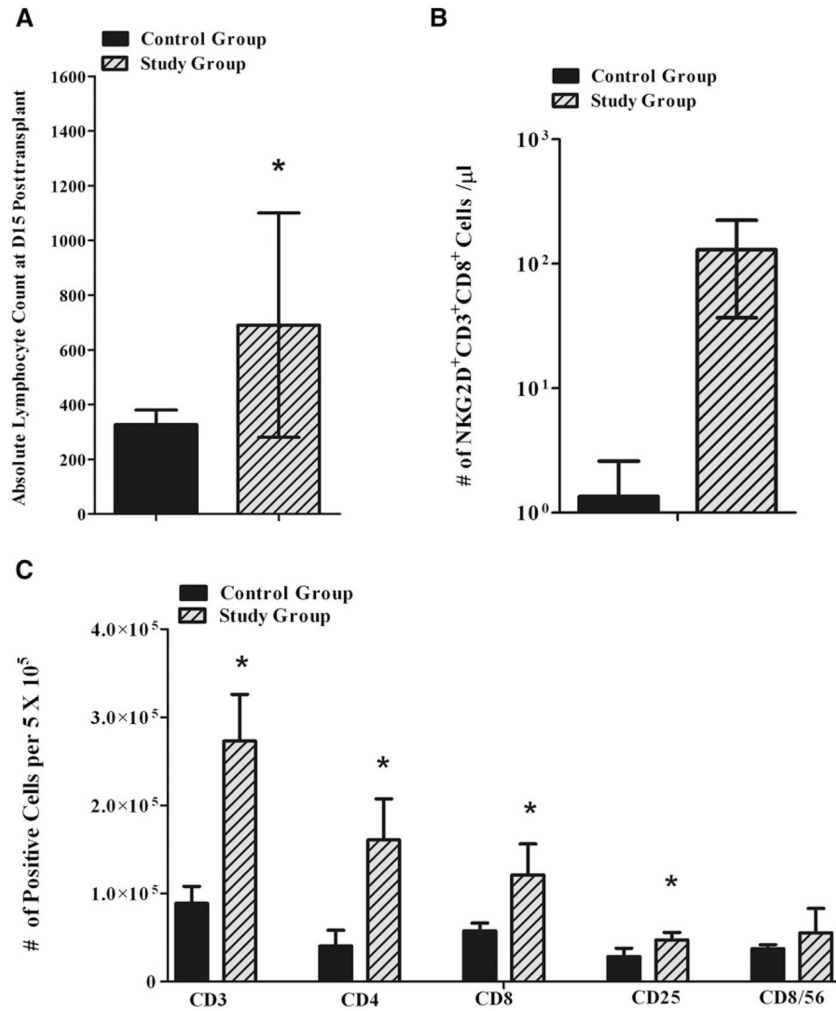 A
Control Group
Study Group
Absolute Lymphocyte Count at D15 Posttransplant
1600
1400
1200
1000
800
600
400
200
0
*
B
Control Group
Study Group
# of NKG2D⁺CD3⁺CD8⁺ Cells /µl
10³
10²
10¹
10⁰
C
Control Group
Study Group
# of Positive Cells per 5 X 10⁵
4.0×10⁵
3.0×10⁵
2.0×10⁵
1.0×10⁵
0
*
*
*
*
CD3 CD4 CD8 CD25 CD8/56